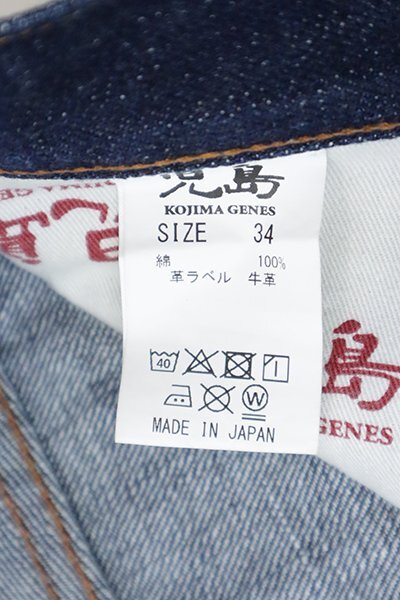 児島
KOJIMA GENES
SIZE 34
綿 100%
革ラベル 牛革
40
W
MADE IN JAPAN
島
GENES